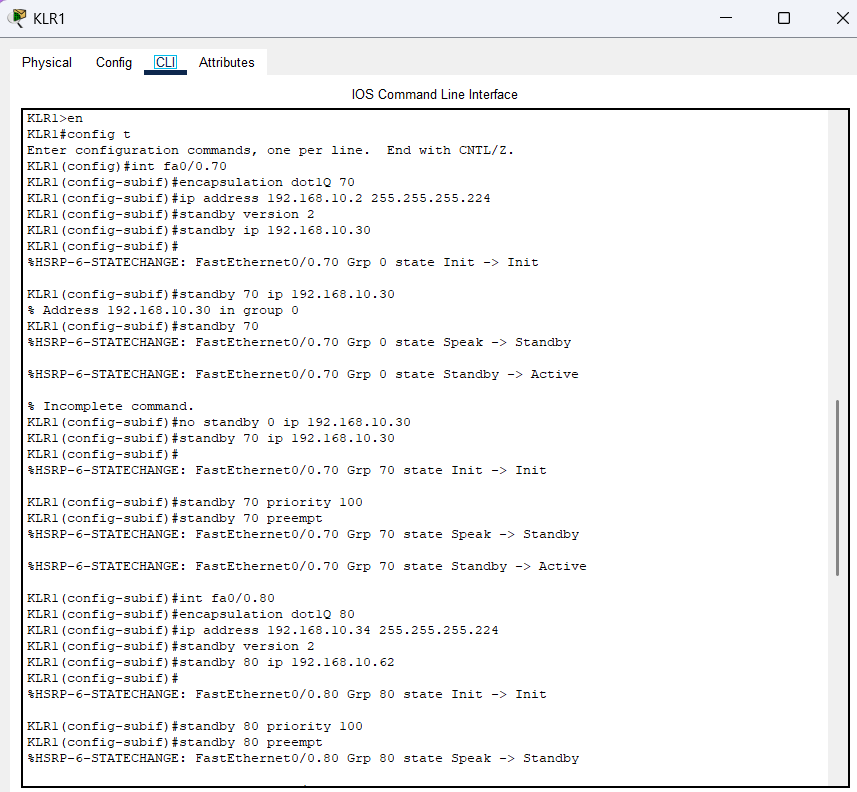 KLR1
Physical Config CLI Attributes
IOS Command Line Interface
KLR1>en
KLR1#config t
Enter configuration commands, one per line.  End with CNTL/Z.
KLR1(config)#int fa0/0.70
KLR1(config-subif)#encapsulation dot1Q 70
KLR1(config-subif)#ip address 192.168.10.2 255.255.255.224
KLR1(config-subif)#standby version 2
KLR1(config-subif)#standby ip 192.168.10.30
KLR1(config-subif)#
%HSRP-6-STATECHANGE: FastEthernet0/0.70 Grp 0 state Init -> Init
KLR1(config-subif)#standby 70 ip 192.168.10.30
% Address 192.168.10.30 in group 0
KLR1(config-subif)#standby 70
%HSRP-6-STATECHANGE: FastEthernet0/0.70 Grp 0 state Speak -> Standby
%HSRP-6-STATECHANGE: FastEthernet0/0.70 Grp 0 state Standby -> Active
% Incomplete command.
KLR1(config-subif)#no standby 0 ip 192.168.10.30
KLR1(config-subif)#standby 70 ip 192.168.10.30
KLR1(config-subif)#
%HSRP-6-STATECHANGE: FastEthernet0/0.70 Grp 70 state Init -> Init
KLR1(config-subif)#standby 70 priority 100
KLR1(config-subif)#standby 70 preempt
%HSRP-6-STATECHANGE: FastEthernet0/0.70 Grp 70 state Speak -> Standby
%HSRP-6-STATECHANGE: FastEthernet0/0.70 Grp 70 state Standby -> Active
KLR1(config-subif)#int fa0/0.80
KLR1(config-subif)#encapsulation dot1Q 80
KLR1(config-subif)#ip address 192.168.10.34 255.255.255.224
KLR1(config-subif)#standby version 2
KLR1(config-subif)#standby 80 ip 192.168.10.62
KLR1(config-subif)#
%HSRP-6-STATECHANGE: FastEthernet0/0.80 Grp 80 state Init -> Init
KLR1(config-subif)#standby 80 priority 100
KLR1(config-subif)#standby 80 preempt
%HSRP-6-STATECHANGE: FastEthernet0/0.80 Grp 80 state Speak -> Standby